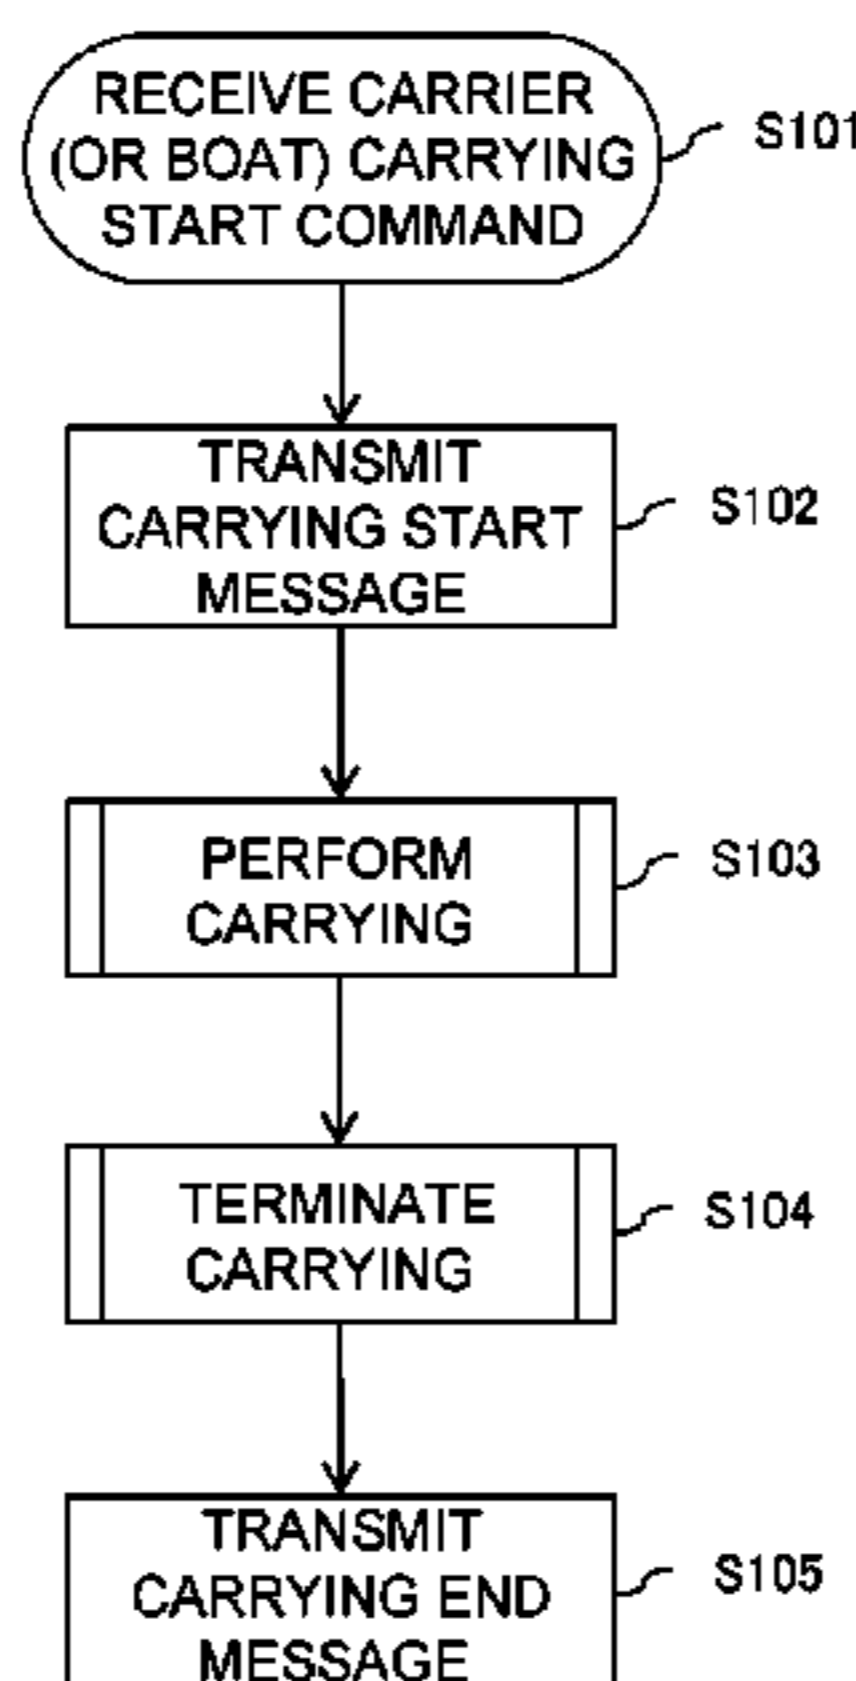 RECEIVE CARRIER
(OR BOAT) CARRYING
START COMMAND
S101
TRANSMIT
CARRYING START
MESSAGE
S102
PERFORM
CARRYING
S103
TERMINATE
CARRYING
S104
TRANSMIT
CARRYING END
MESSAGE
S105